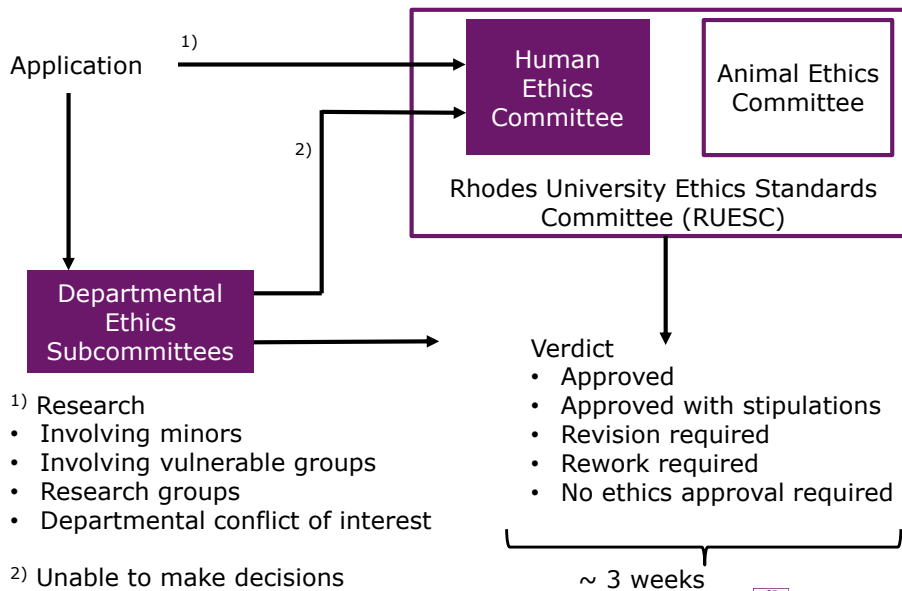 1)
Application
Human
Ethics
Committee
Animal Ethics
Committee
2)
Rhodes University Ethics Standards
Committee (RUESC)
Departmental
Ethics
Subcommittees
Verdict
• Approved
• Approved with stipulations
• Revision required
• Rework required
• No ethics approval required
1) Research
• Involving minors
• Involving vulnerable groups
• Research groups
• Departmental conflict of interest
2) Unable to make decisions
~ 3 weeks